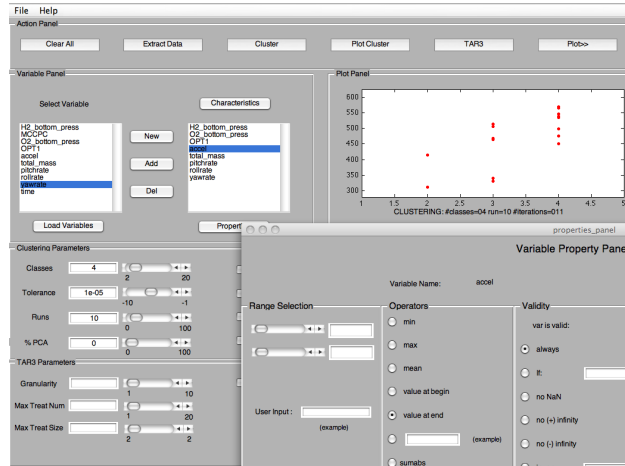 File Help
Action Panel
Clear All Extract Data Cluster Plot Cluster TAR3 Plot>>
Variable Panel
Select Variable
Characteristics
H2_bottom_press
MCCPC
O2_bottom_press
OPT1
accel
total_mass
pitchrate
rollrate
yawrate
time
New
Add
Del
H2_bottom_press
O2_bottom_press
OPT1
accel
total_mass
pitchrate
rollrate
yawrate
Load Variables
Propert
Plot Panel
600
550
500
450
400
350
300
1 1.5 2 2.5 3 3.5 4 4.5 5
CLUSTERING: #classes=04 run=10 #iterations=011
Clustering Parameters
Classes 4
2 20
Tolerance 1e-05
-10 -1
Runs 10
0 100
% PCA 0
0 100
TAR3 Parameters
Granularity
1 10
Max Treat Num
1 20
Max Treat Size
2 2
properties_panel
Variable Property Pane
Variable Name: accel
Range Selection
User Input :
(example)
Operators
min
max
mean
value at begin
value at end
(example)
sumabs
Validity
var is valid:
always
If:
no NaN
no (+) infinity
no (-) infinity